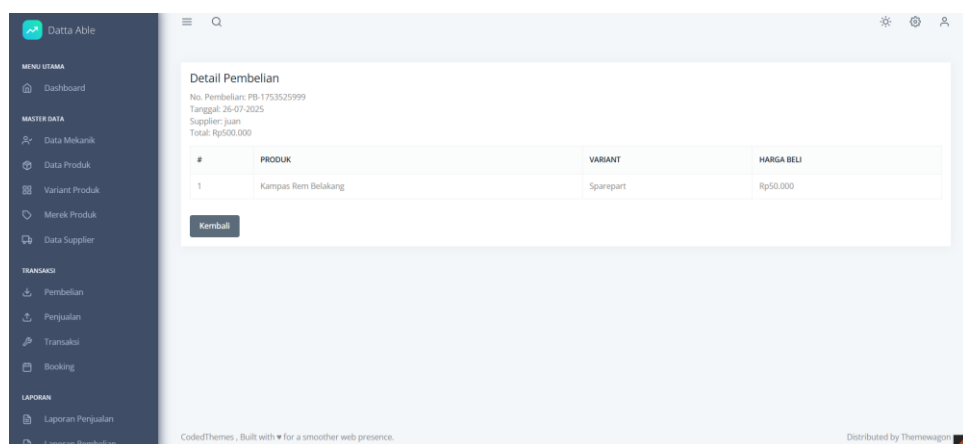 Datta Able
MENU UTAMA
Dashboard
MASTER DATA
Data Mekanik
Data Produk
Variant Produk
Merek Produk
Data Supplier
TRANSAKSI
Pembelian
Penjualan
Transaksi
Booking
LAPORAN
Laporan Penjualan
Laporan Pembelian
Detail Pembelian
No. Pembelian: PB-1753525999
Tanggal: 26-07-2025
Supplier: juan
Total: Rp500.000
# PRODUK VARIANT HARGA BELI
1 Kampas Rem Belakang Sparepart Rp50.000
Kembali
CodedThemes , Built with ♥ for a smoother web presence. Distributed by Themewagon